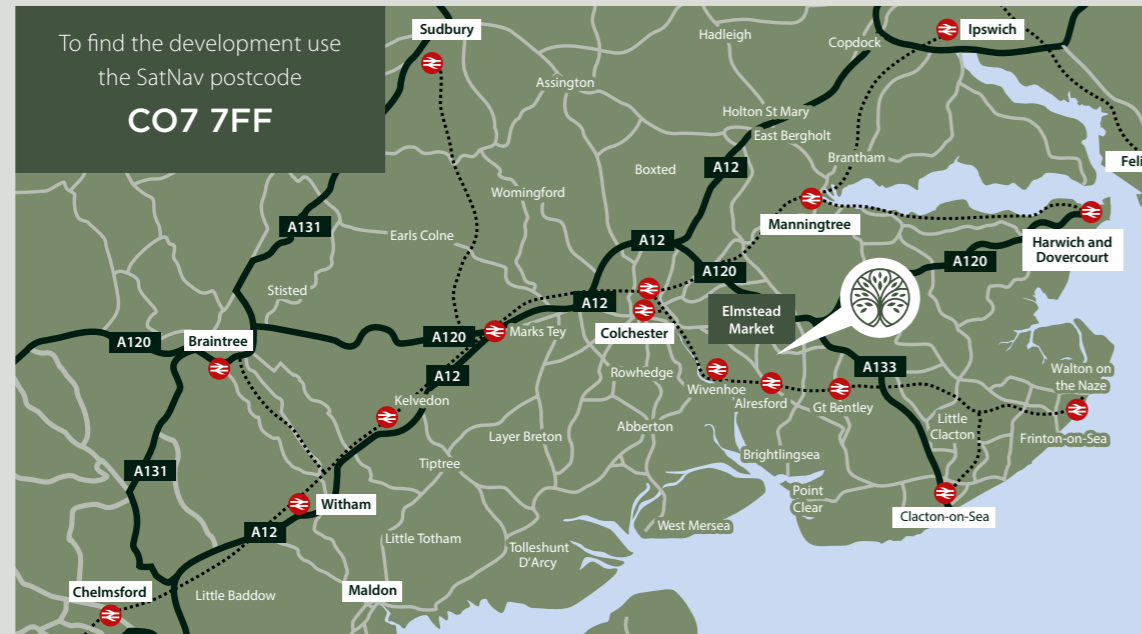 To find the development use
the SatNav postcode
CO7 7FF
Sudbury
Hadleigh
Copdock
Ipswich
Assington
Holton St Mary
East Bergholt
Brantham
Feli
Boxted
A12
Womingford
Manningtree
A131
Earls Colne
A12
Harwich and
Dovercourt
A120
A120
Stisted
A12
Elmstead
Market
Colchester
A120
Braintree
A120
Marks Tey
A12
Rowhedge
Wivenhoe
Alresford
A133
Gt Bentley
Walton on
the Naze
Kelvedon
Layer Breton
Abberton
Little
Clacton
Frinton-on-Sea
A131
Tiptree
Brightlingsea
Point
Clear
Witham
West Mersea
Clacton-on-Sea
A12
Little Totham
Tolleshunt
D'Arcy
Chelmsford
Little Baddow
Maldon